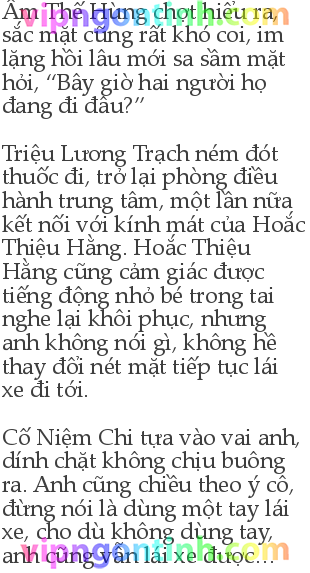 Âm Thế Hung chợt hiểu ra,
vipngontinh.com
sắc mặt cũng rất khó coi, im
lặng hồi lâu mới sa sầm mặt
hỏi, “Bây giờ hai người họ
đang đi đâu?”
Triệu Lương Trạch ném đót
thuốc đi, trở lại phòng điều
hành trung tâm, một lần nữa
kết nối với kính mát của Hoắc
Thiệu Hằng. Hoắc Thiệu
Hằng cũng cảm giác được
tiếng động nhỏ bé trong tai
nghe lại khôi phục, nhưng
anh không nói gì, không hề
thay đổi nét mặt tiếp tục lái
xe đi tới.
Cố Niệm Chi tựa vào vai anh,
dính chặt không chịu buông
ra. Anh cũng chiều theo ý cô,
đừng nói là dùng một tay lái
xe, cho dù không dùng tay,
vipngontinh.com
anh cũng vẫn lái xe được...